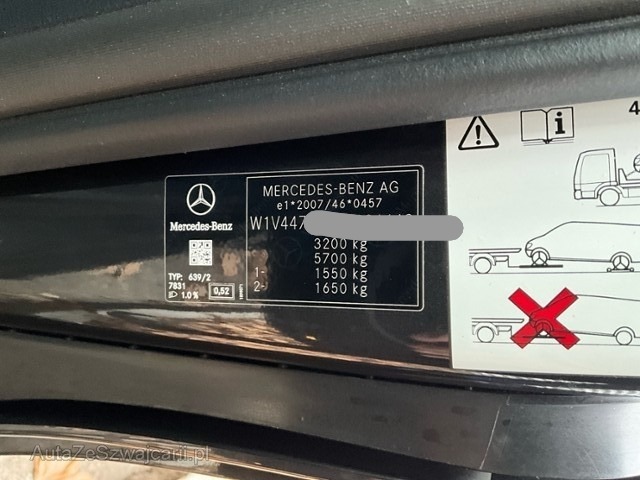 MERCEDES-BENZ AG
e1*2007/46*0457
W1V447
3200 kg
5700 kg
1- 1550 kg
2- 1650 kg
Mercedes-Benz
TYP: 639/2
7831
1.0% 0,52
i
4
AutaZeSzwajcarii.pl